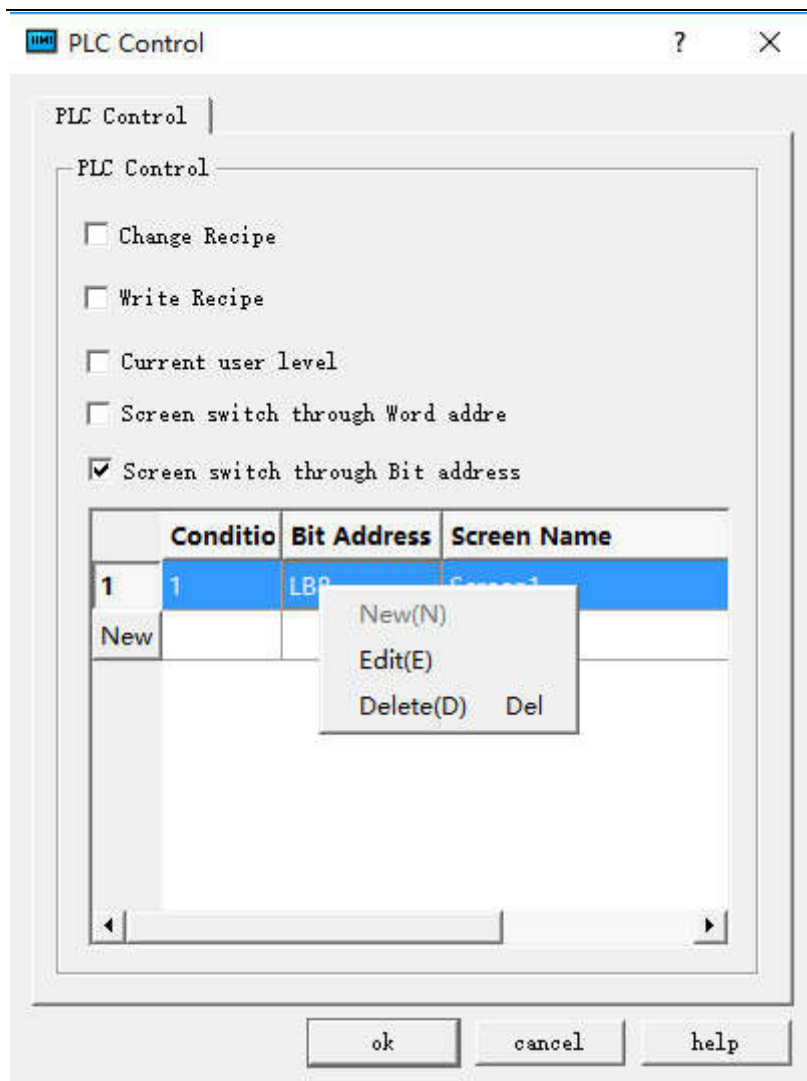 PLC Control
PLC Control
PLC Control
Change Recipe
Write Recipe
Current user level
Screen switch through Word addre
Screen switch through Bit address
Conditio Bit Address Screen Name
1 1
New
New(N)
Edit(E)
Delete(D) Del
ok cancel help